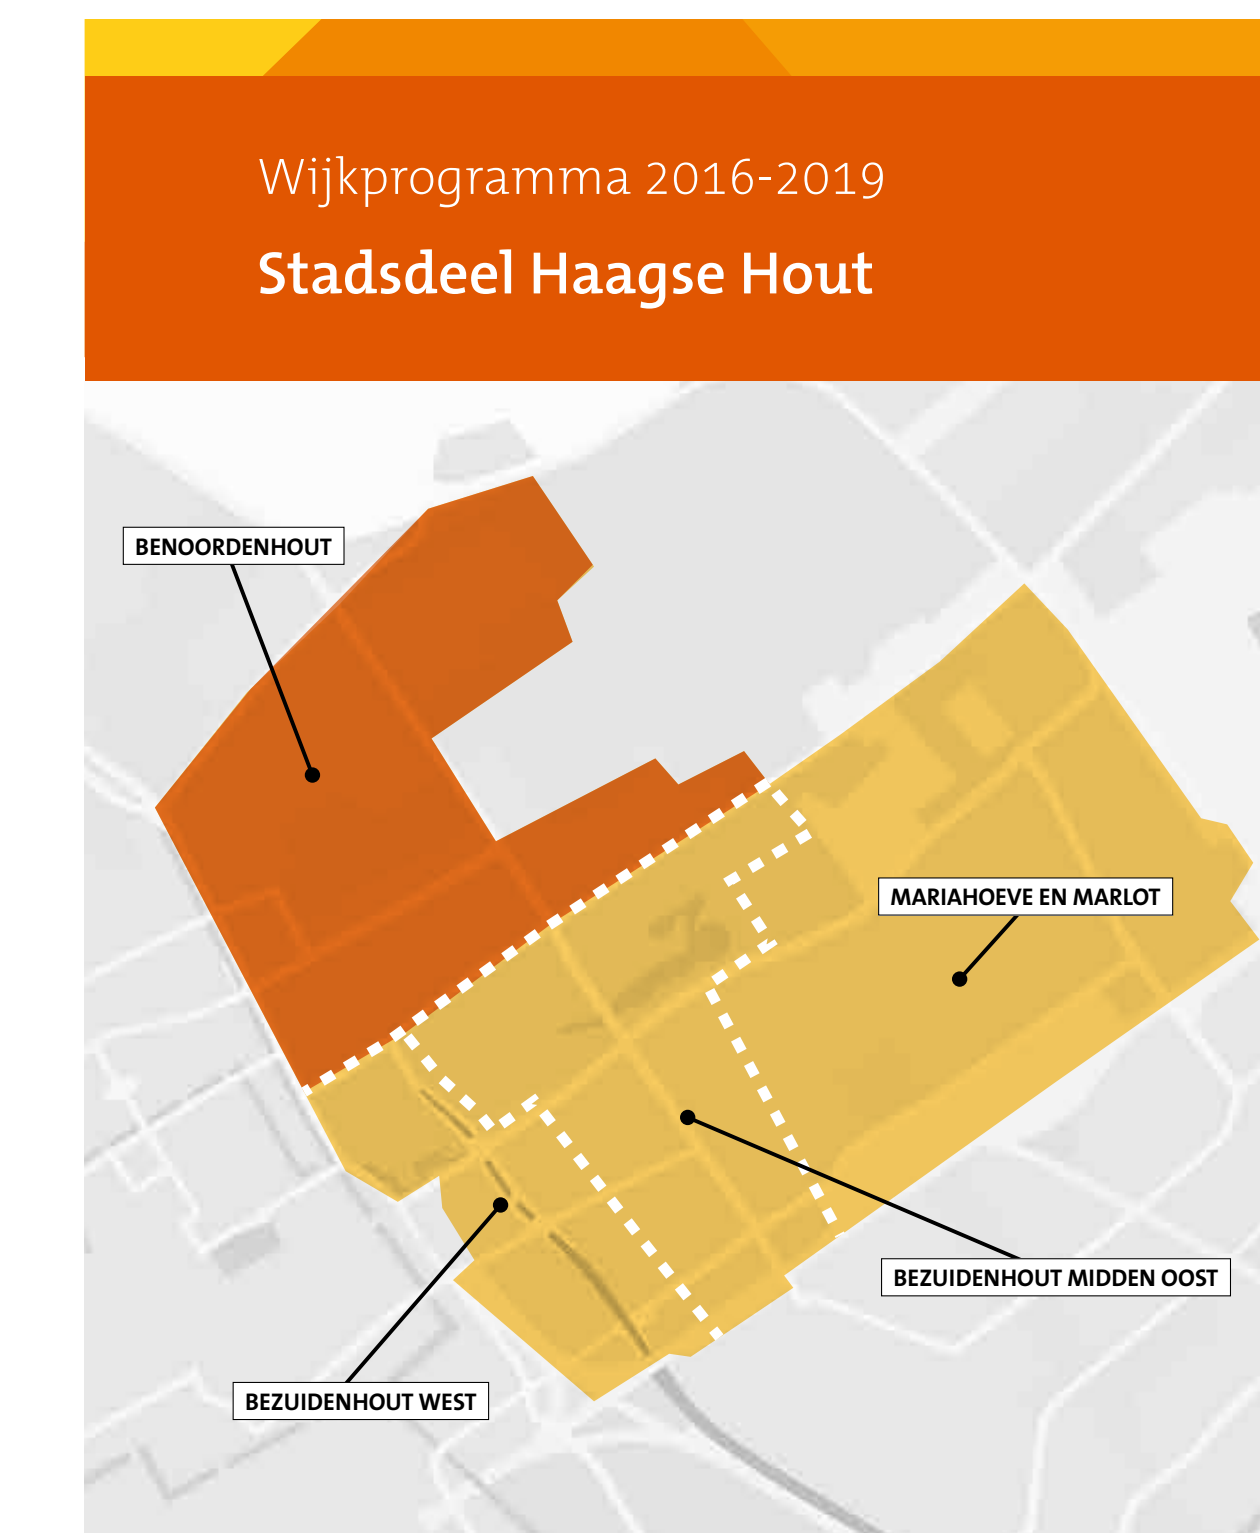 Wijkprogramma 2016-2019
Stadsdeel Haagse Hout
BENOORDENHOUT
MARIAHOEVE EN MARLOT
BEZUIDENHOUT MIDDEN OOST
BEZUIDENHOUT WEST